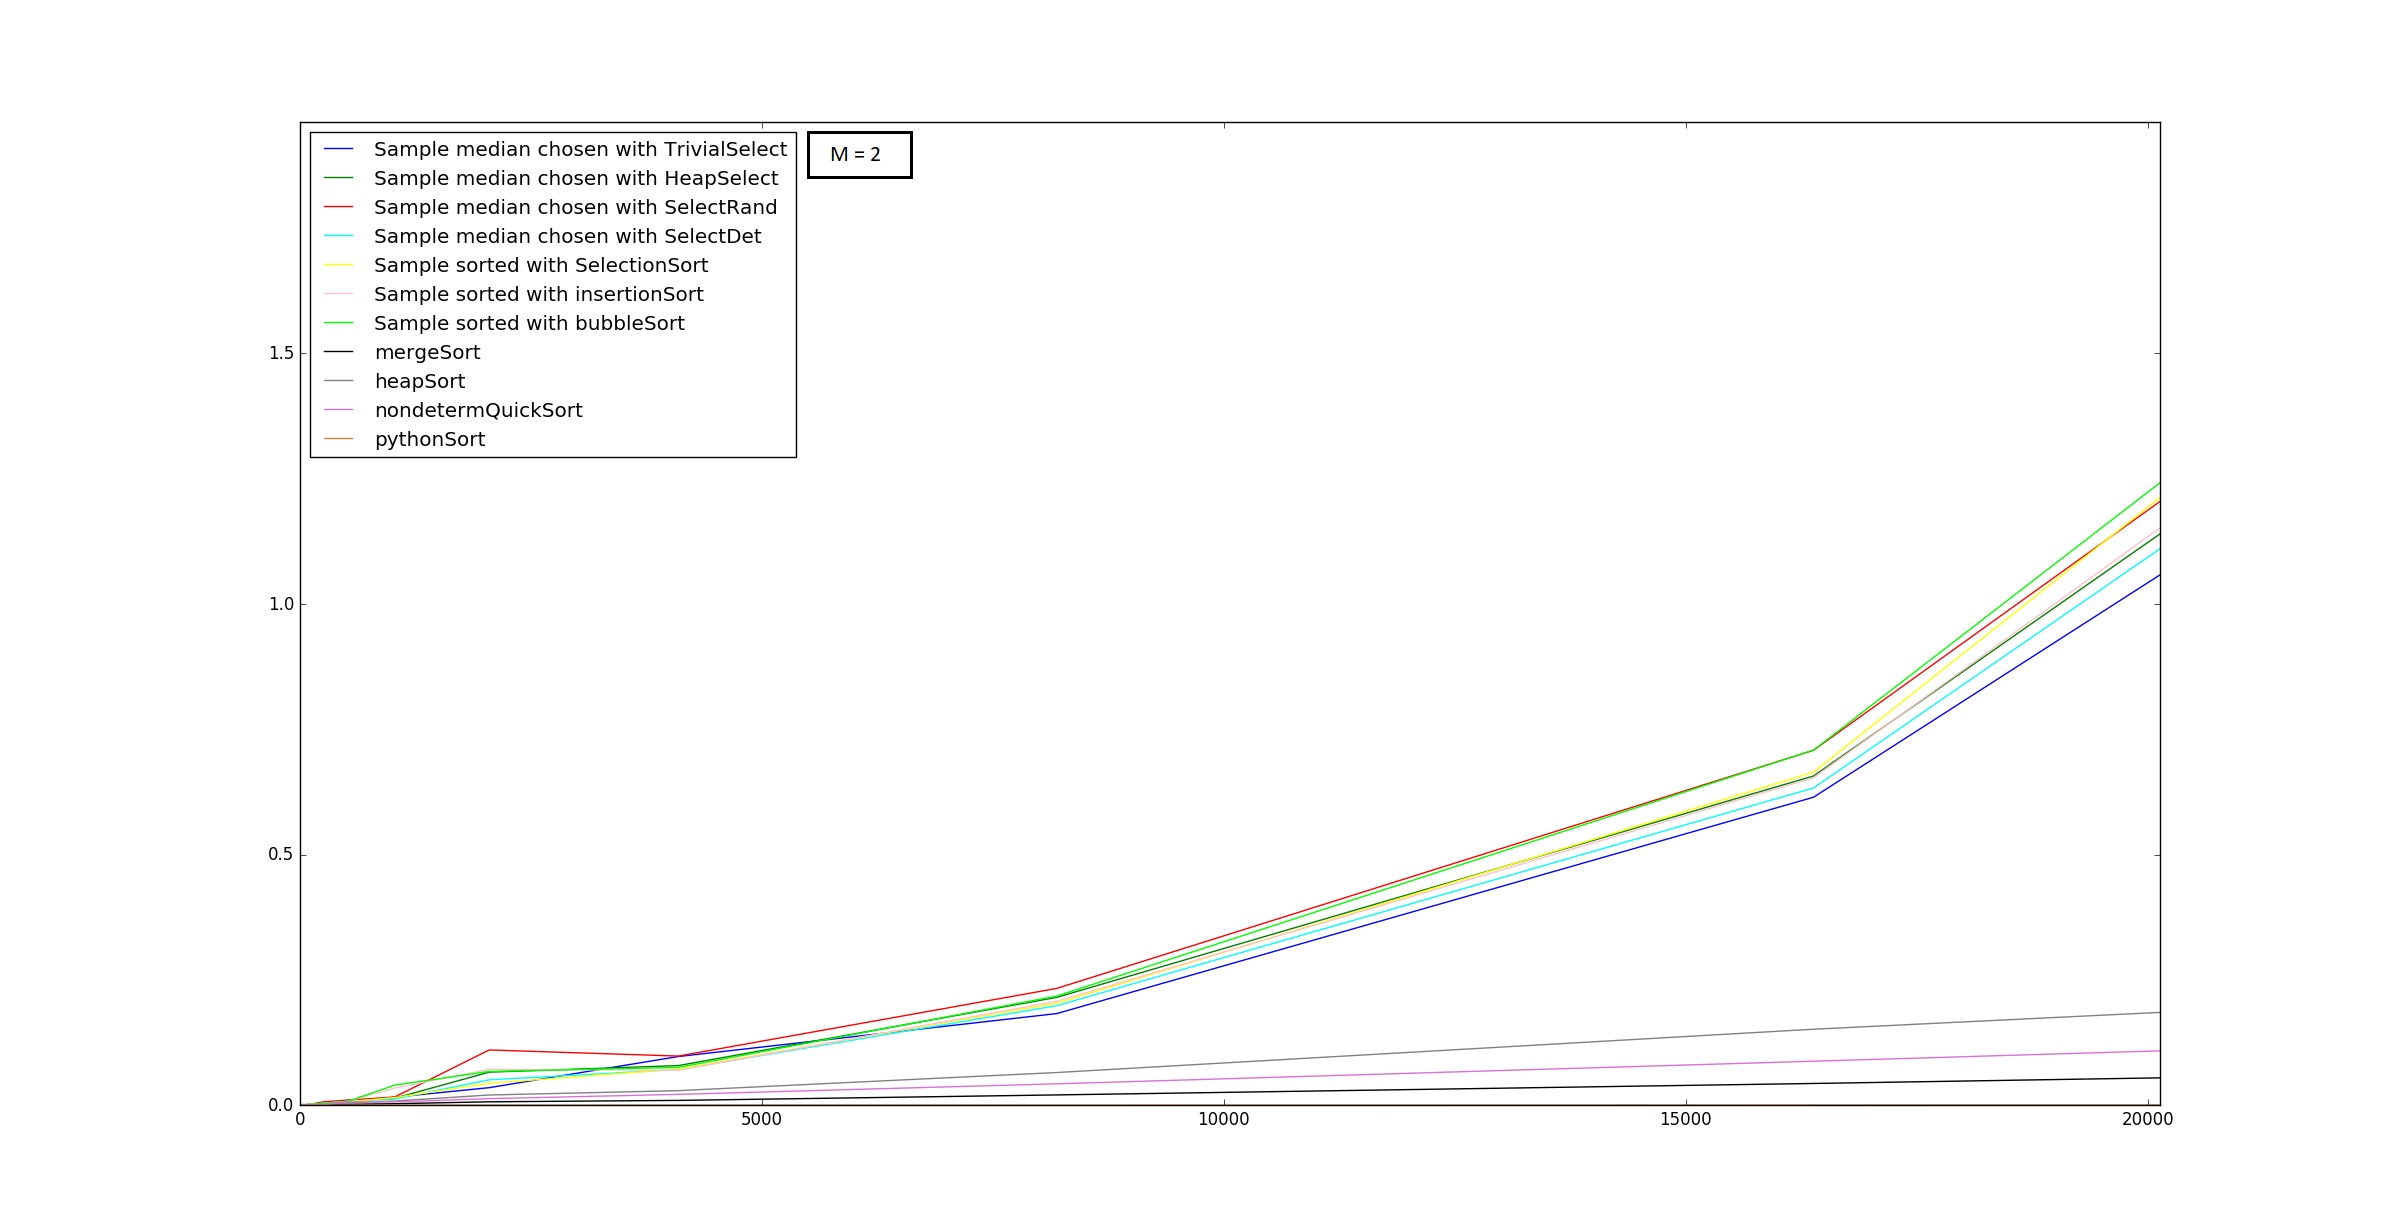 Sample median chosen with TrivialSelect
Sample median chosen with HeapSelect
Sample median chosen with SelectRand
Sample median chosen with SelectDet
Sample sorted with SelectionSort
Sample sorted with insertionSort
Sample sorted with bubbleSort
mergeSort
heapSort
nondetermQuickSort
pythonSort
M = 2
1.5
1.0
0.5
0.0
0 5000 10000 15000 20000